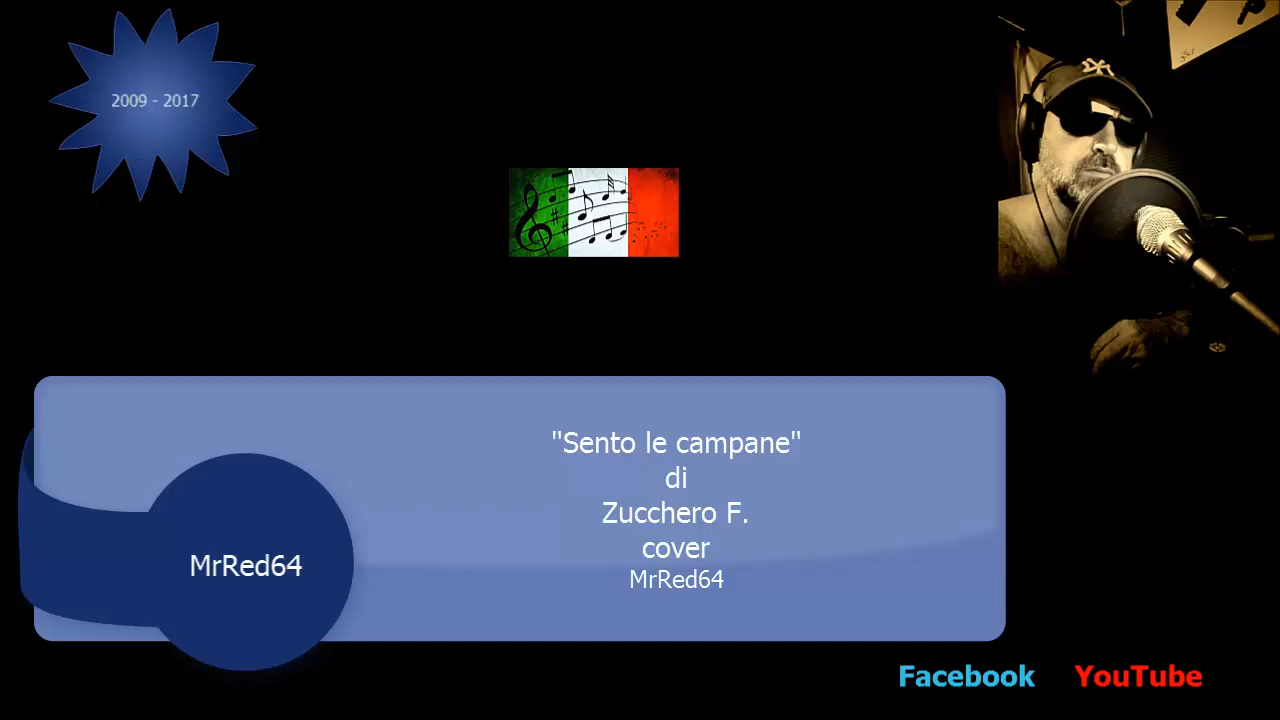 2009 - 2017
"Sento le campane"
di
Zucchero F.
cover
MrRed64
MrRed64
Facebook YouTube